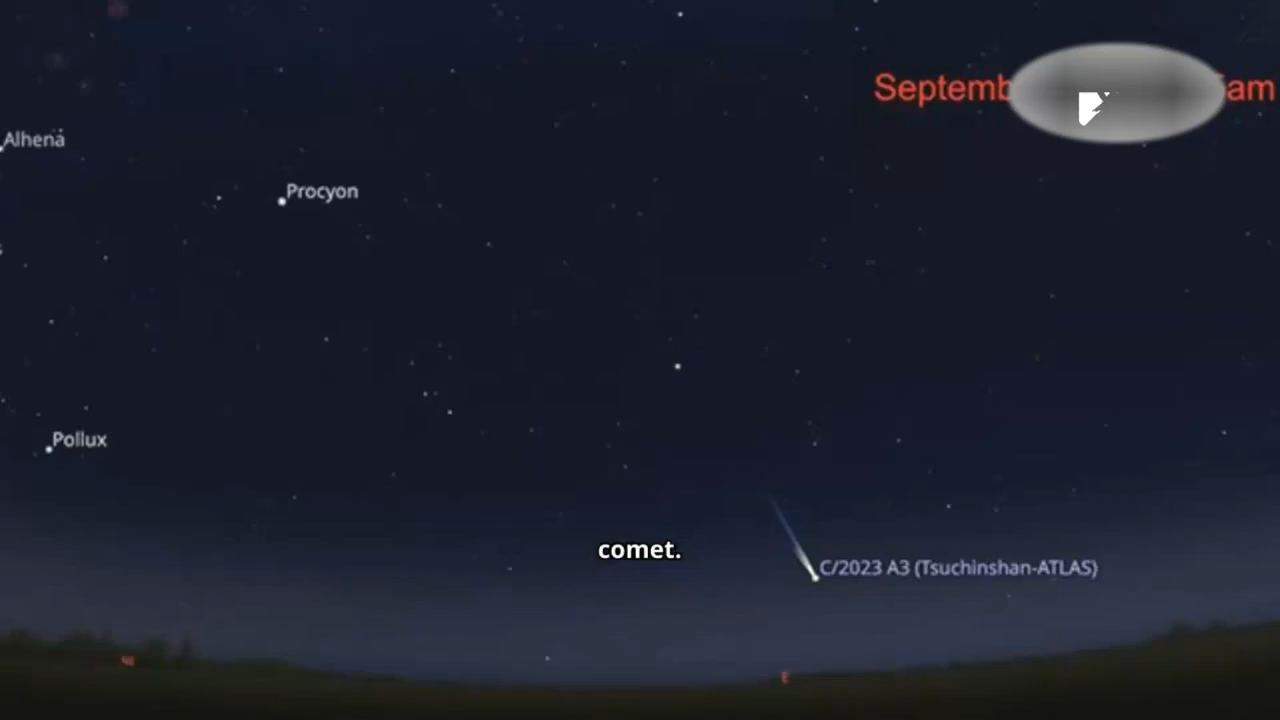 Alhena
Procyon
Pollux
comet.
C/2023 A3 (Tsuchinshan-ATLAS)
E